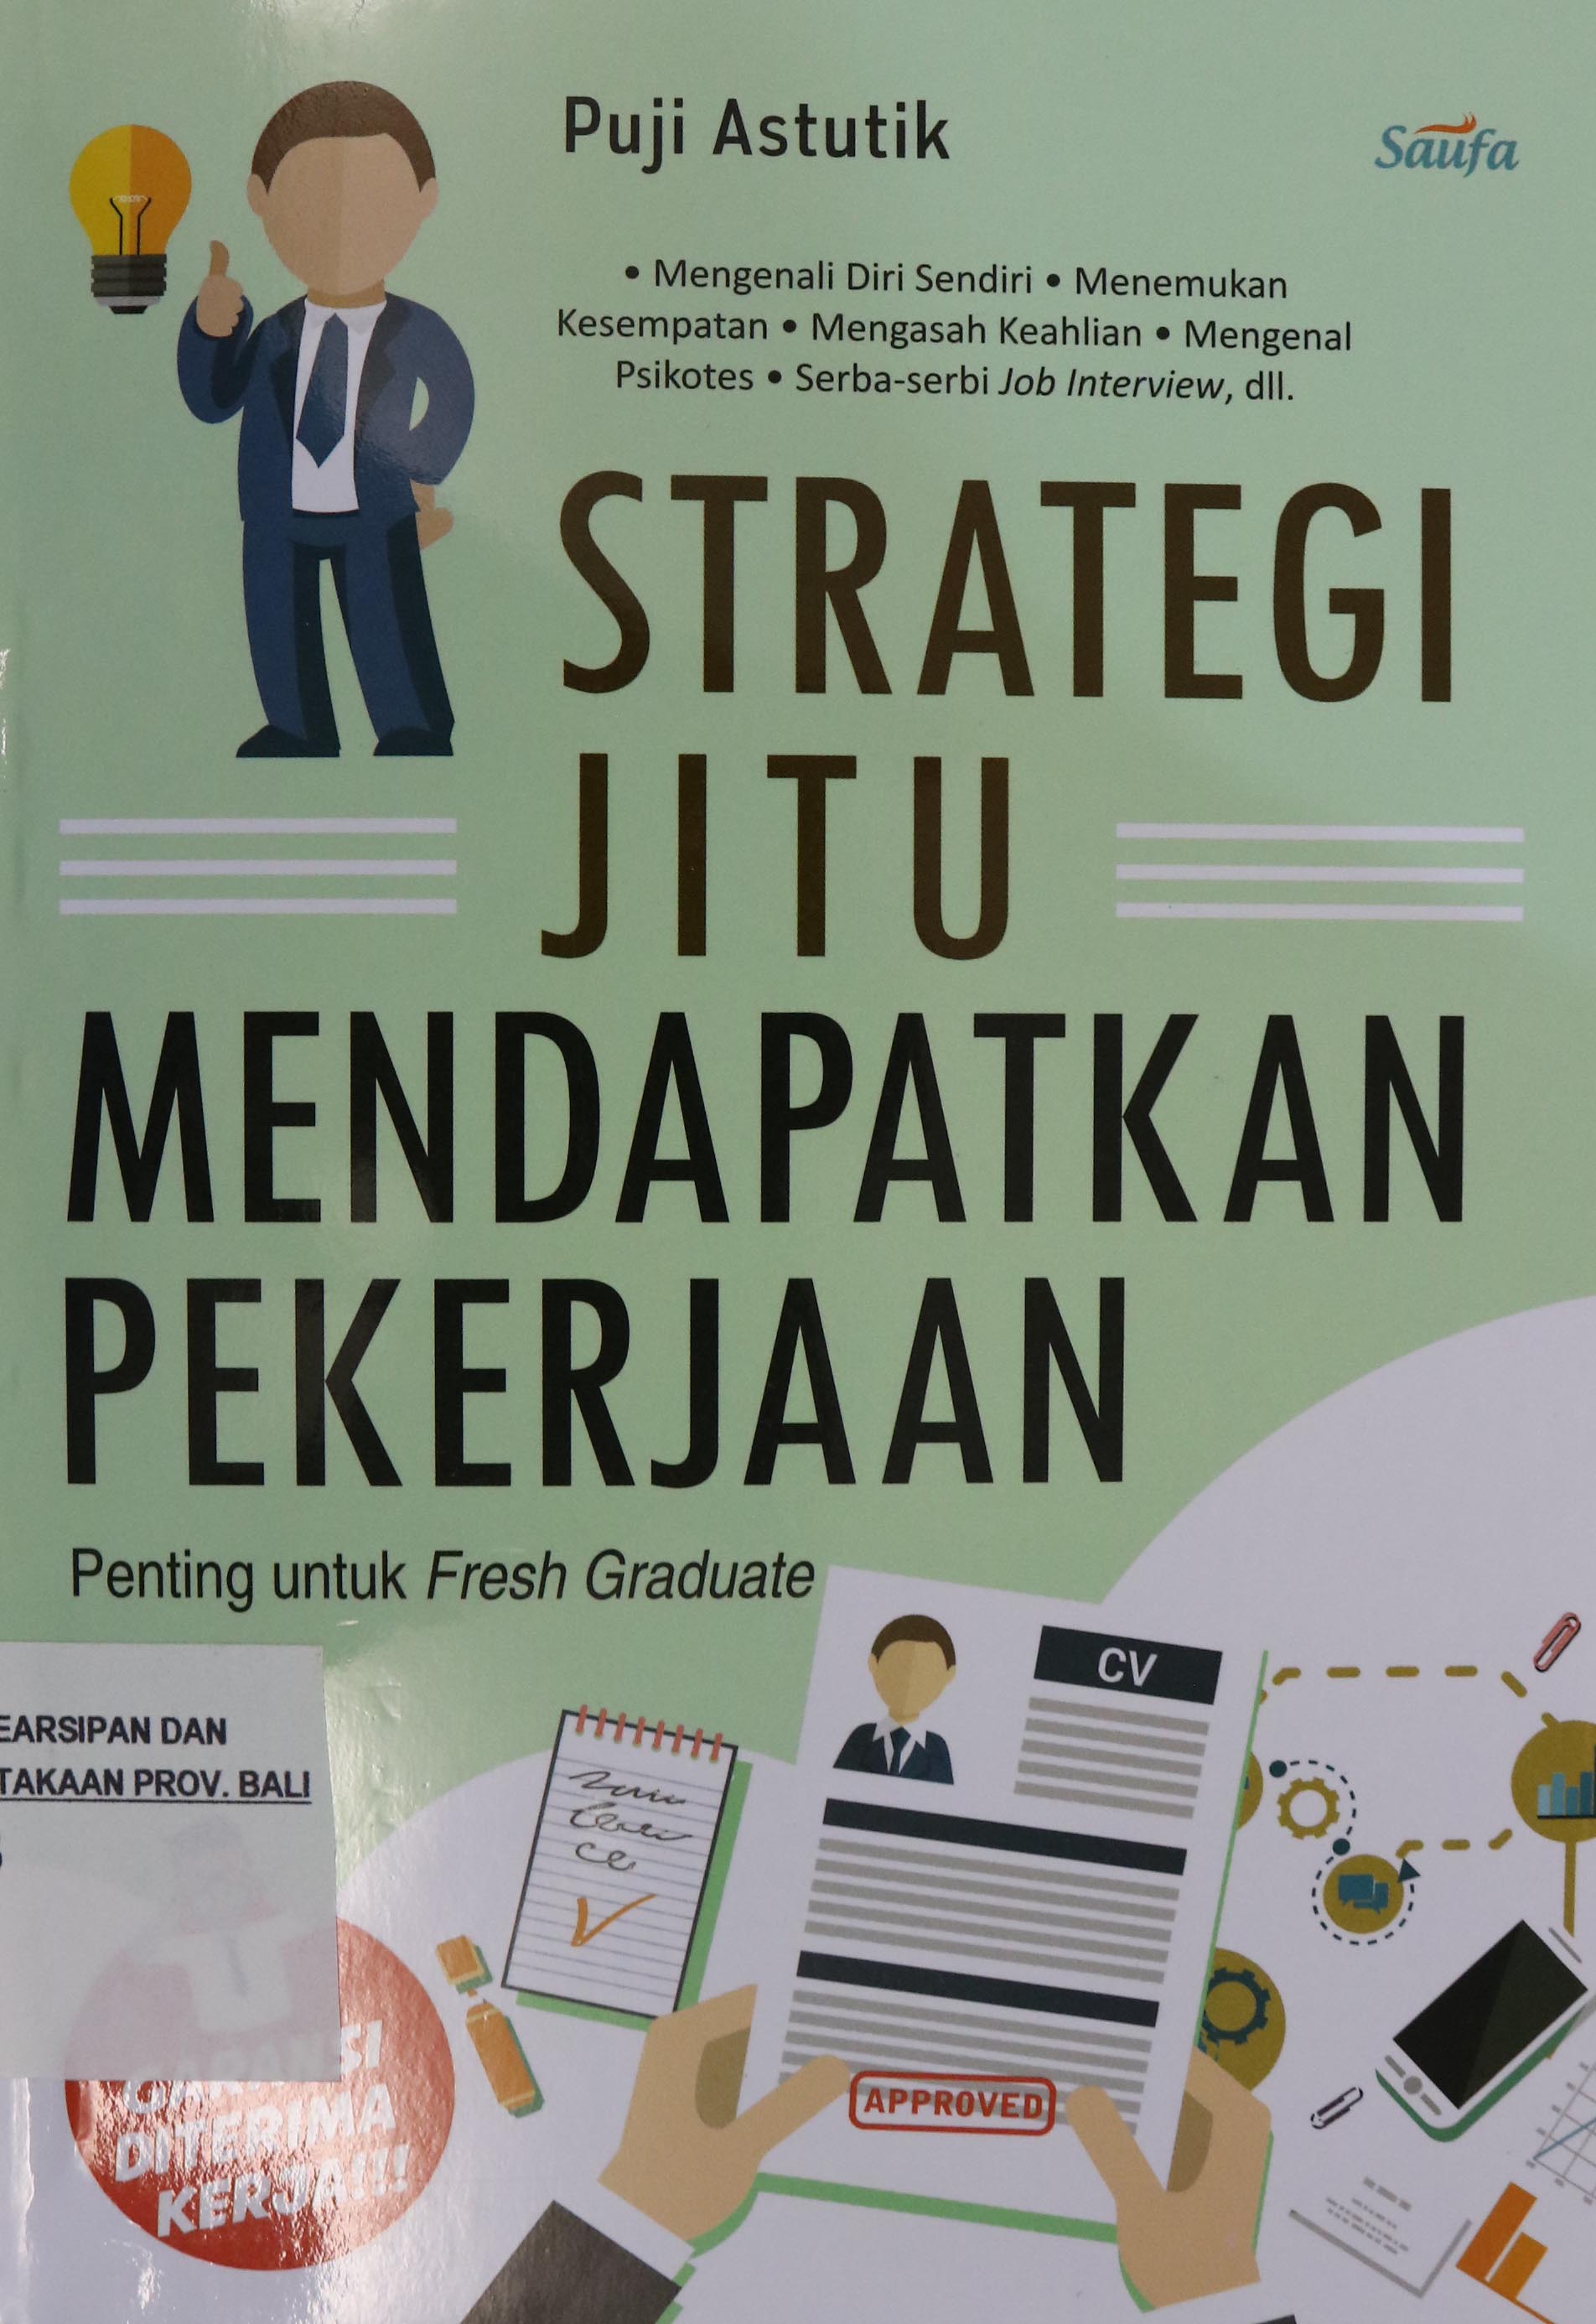 Puji Astutik
Saufa
• Mengenali Diri Sendiri • Menemukan
Kesempatan • Mengasah Keahlian • Mengenal
Psikotes • Serba-serbi Job Interview, dll.
STRATEGI
JITU
MENDAPATKAN
PEKERJAAN
Penting untuk Fresh Graduate
CV
EARSIPAN DAN
TAKAAN PROV. BALI
GARANSI
DITERIMA
KERJA!!!
APPROVED